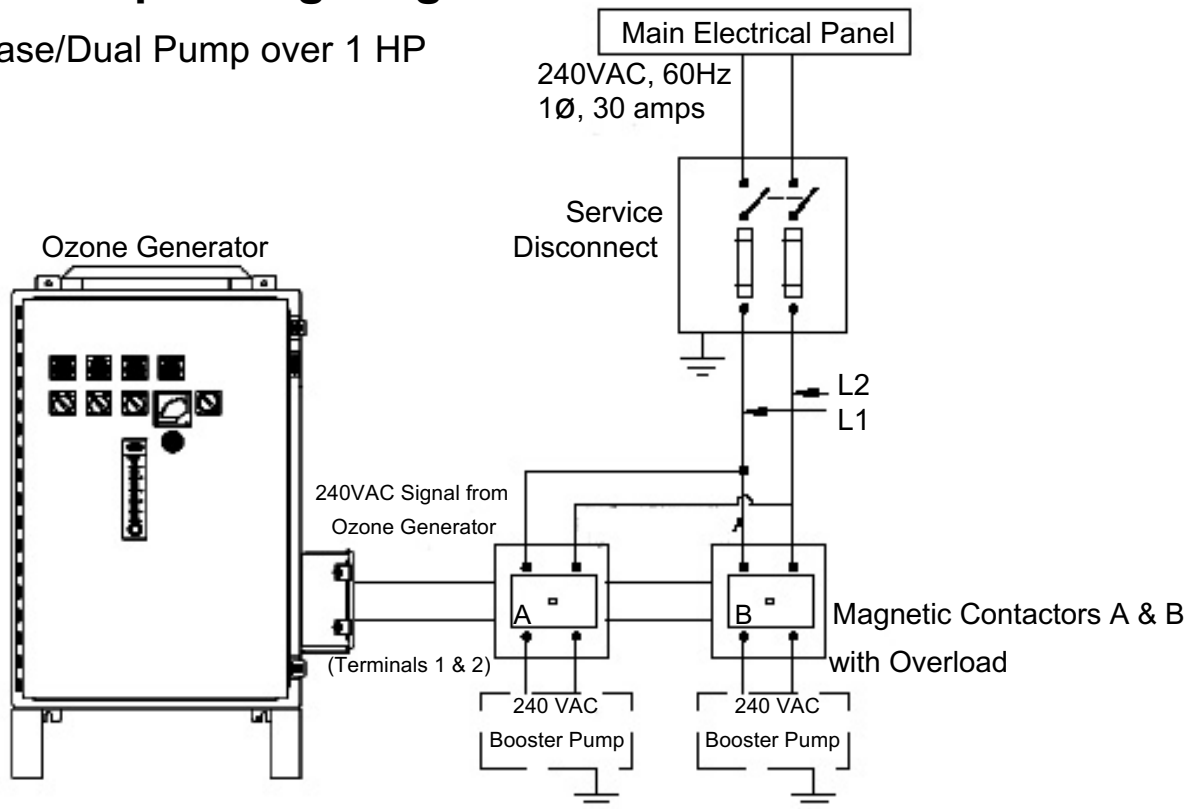 ase/Dual Pump over 1 HP
Main Electrical Panel
240VAC, 60Hz
1Ø, 30 amps
Service
Disconnect
Ozone Generator
L2
L1
240VAC Signal from
Ozone Generator
A
B
Magnetic Contactors A & B
with Overload
(Terminals 1 & 2)
240 VAC
Booster Pump
240 VAC
Booster Pump